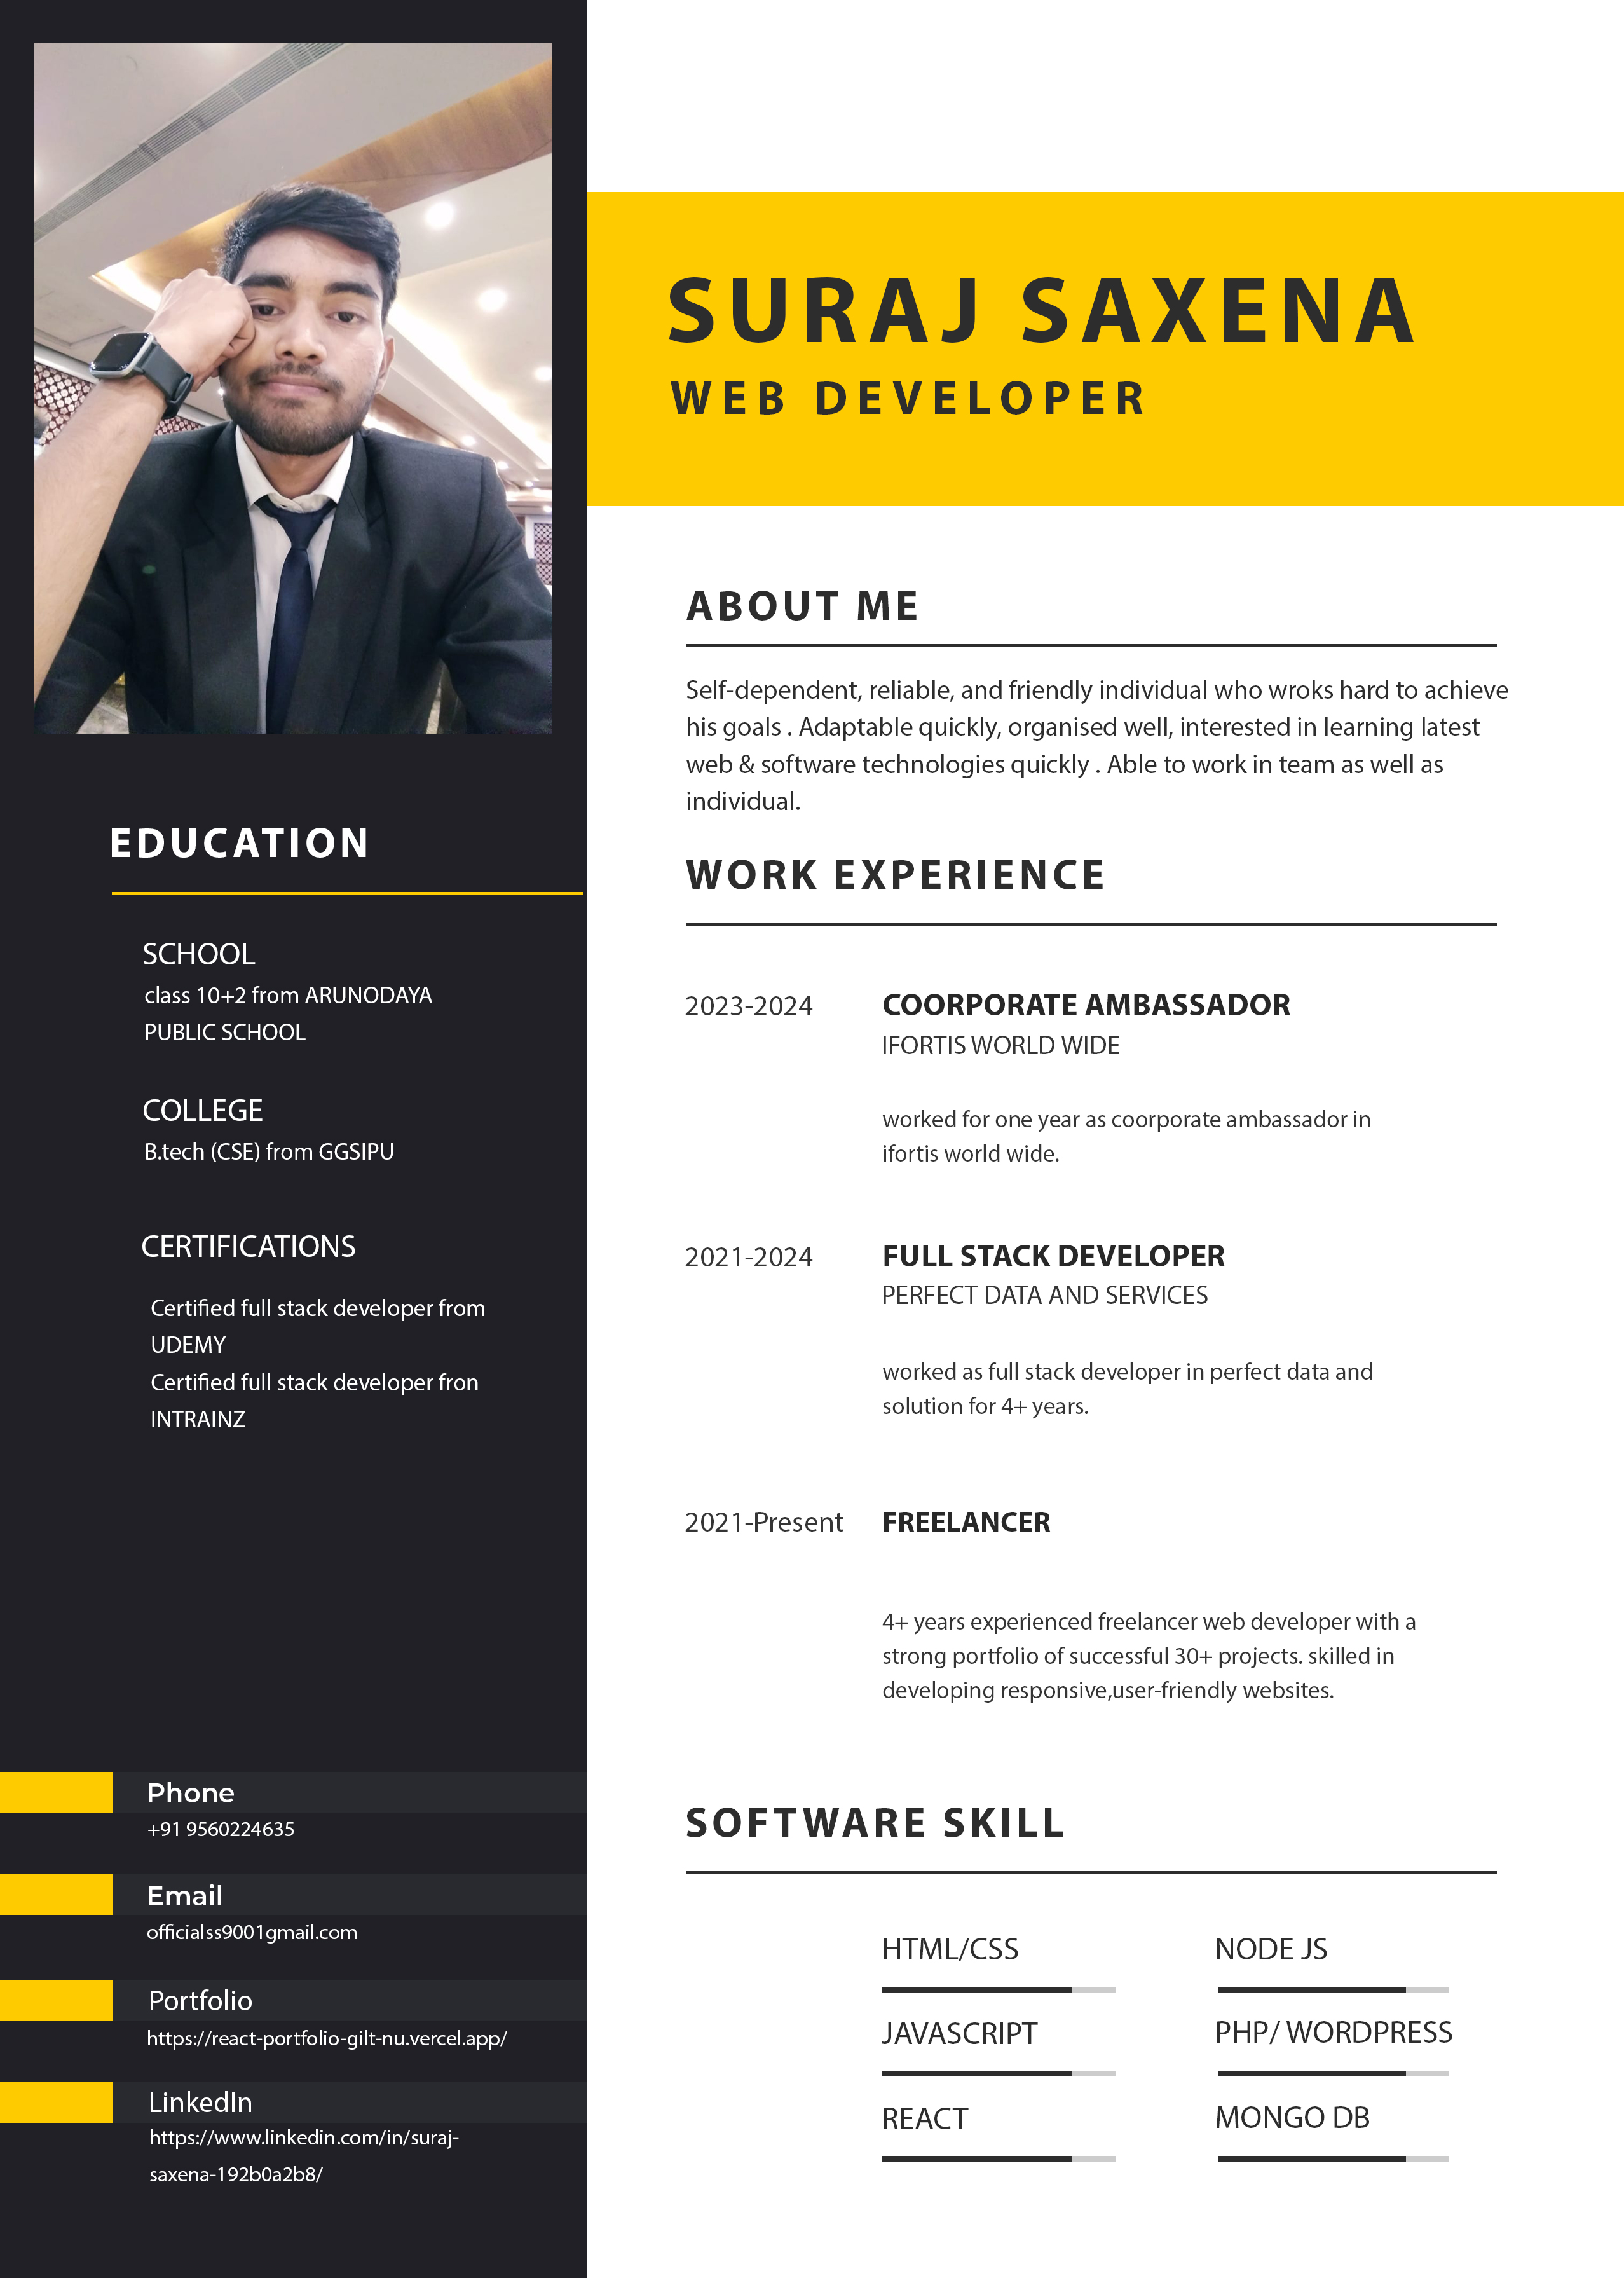 SURAJ SAXENA
WEB DEVELOPER
ABOUT ME
Self-dependent, reliable, and friendly individual who wroks hard to achieve
his goals . Adaptable quickly, organised well, interested in learning latest
web & software technologies quickly . Able to work in team as well as
individual.
WORK EXPERIENCE
2023-2024 COORPORATE AMBASSADOR
IFORTIS WORLD WIDE
worked for one year as coorporate ambassador in
ifortis world wide.
2021-2024 FULL STACK DEVELOPER
PERFECT DATA AND SERVICES
worked as full stack developer in perfect data and
solution for 4+ years.
2021-Present FREELANCER
4+ years experienced freelancer web developer with a
strong portfolio of successful 30+ projects. skilled in
developing responsive,user-friendly websites.
SOFTWARE SKILL
HTML/CSS NODE JS
JAVASCRIPT PHP/ WORDPRESS
REACT MONGO DB
EDUCATION
SCHOOL
class 10+2 from ARUNODAYA
PUBLIC SCHOOL
COLLEGE
B.tech (CSE) from GGSIPU
CERTIFICATIONS
Certified full stack developer from
UDEMY
Certified full stack developer fron
INTRAINZ
Phone
+91 9560224635
Email
officialss9001gmail.com
Portfolio
https://react-portfolio-gilt-nu.vercel.app/
LinkedIn
https://www.linkedin.com/in/suraj-
saxena-192b0a2b8/